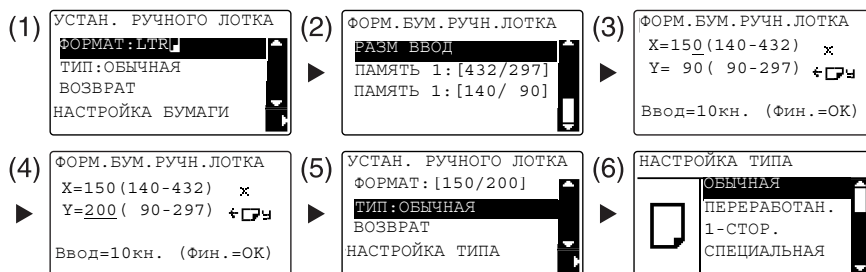 (1)
УСТАН. РУЧНОГО ЛОТКА
ФОРМАТ:LTR
ТИП:ОБЫЧНАЯ
ВОЗВРАТ
НАСТРОЙКА БУМАГИ
(2)
ФОРМ.БУМ.РУЧН.ЛОТКА
РАЗМ ВВОД
ПАМЯТЬ 1:[432/297]
ПАМЯТЬ 1:[140/ 90]
(3)
ФОРМ.БУМ.РУЧН.ЛОТКА
X=150(140-432) x
Y= 90( 90-297) y
Ввод=10кн. (Фин.=OK)
(4)
ФОРМ.БУМ.РУЧН.ЛОТКА
X=150(140-432) x
Y=200( 90-297) y
Ввод=10кн. (Фин.=OK)
(5)
УСТАН. РУЧНОГО ЛОТКА
ФОРМАТ:[150/200]
ТИП:ОБЫЧНАЯ
ВОЗВРАТ
НАСТРОЙКА ТИПА
(6)
НАСТРОЙКА ТИПА
ОБЫЧНАЯ
ПЕРЕРАБОТАН.
1-СТОР.
СПЕЦИАЛЬНАЯ